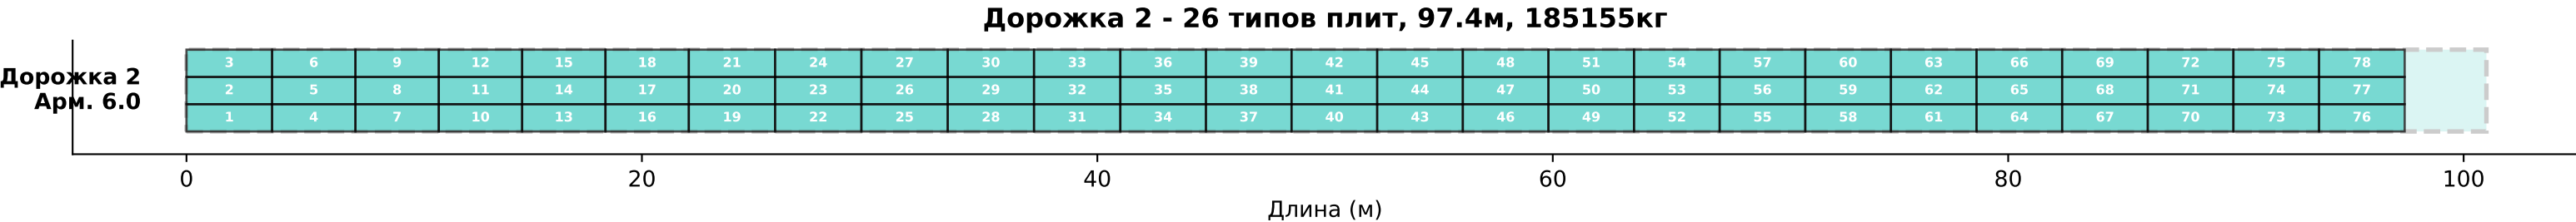 Дорожка 2 - 26 типов плит, 97.4м, 185155кг
Дорожка 2
Арм. 6.0
3 6 9 12 15 18 21 24 27 30 33 36 39 42 45 48 51 54 57 60 63 66 69 72 75 78
2 5 8 11 14 17 20 23 26 29 32 35 38 41 44 47 50 53 56 59 62 65 68 71 74 77
1 4 7 10 13 16 19 22 25 28 31 34 37 40 43 46 49 52 55 58 61 64 67 70 73 76
0 20 40 60 80 100
Длина (м)